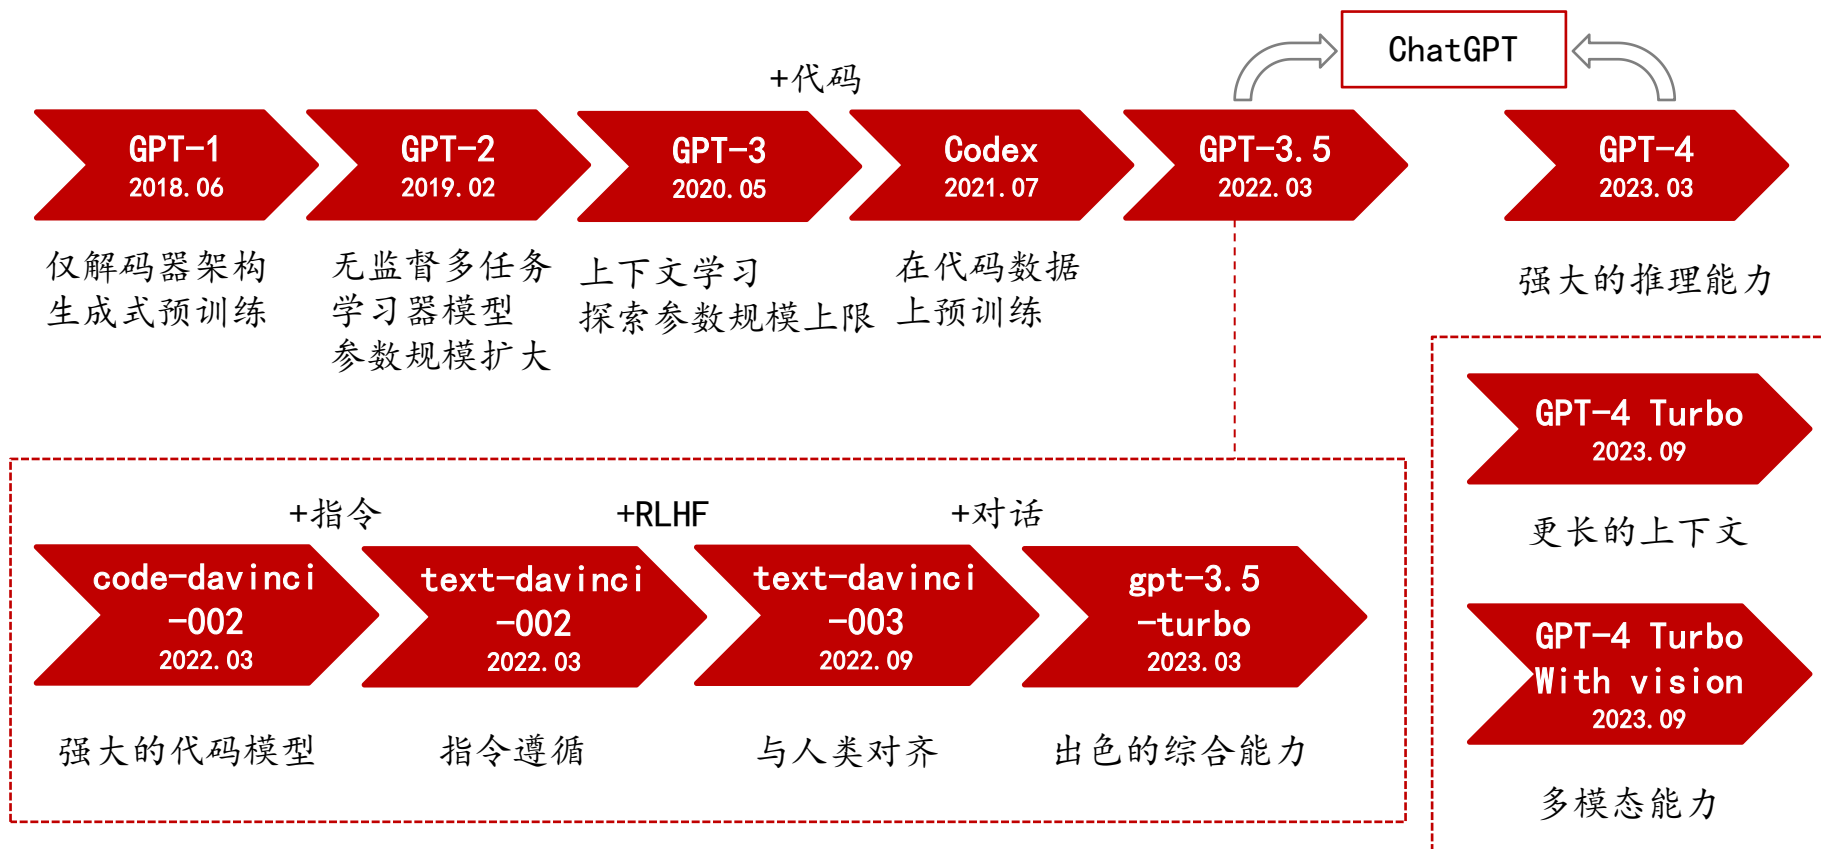 ChatGPT
+代码
GPT-1
2018.06
GPT-2
2019.02
GPT-3
2020.05
Codex
2021.07
GPT-3.5
2022.03
GPT-4
2023.03
仅解码器架构
生成式预训练
无监督多任务
学习器模型
参数规模扩大
上下文学习
探索参数规模上限
在代码数据
上预训练
强大的推理能力
+指令
+RLHF
+对话
code-davinci
-002
2022.03
text-davinci
-002
2022.03
text-davinci
-003
2022.09
gpt-3.5
-turbo
2023.03
强大的代码模型
指令遵循
与人类对齐
出色的综合能力
GPT-4 Turbo
2023.09
更长的上下文
GPT-4 Turbo
With vision
2023.09
多模态能力